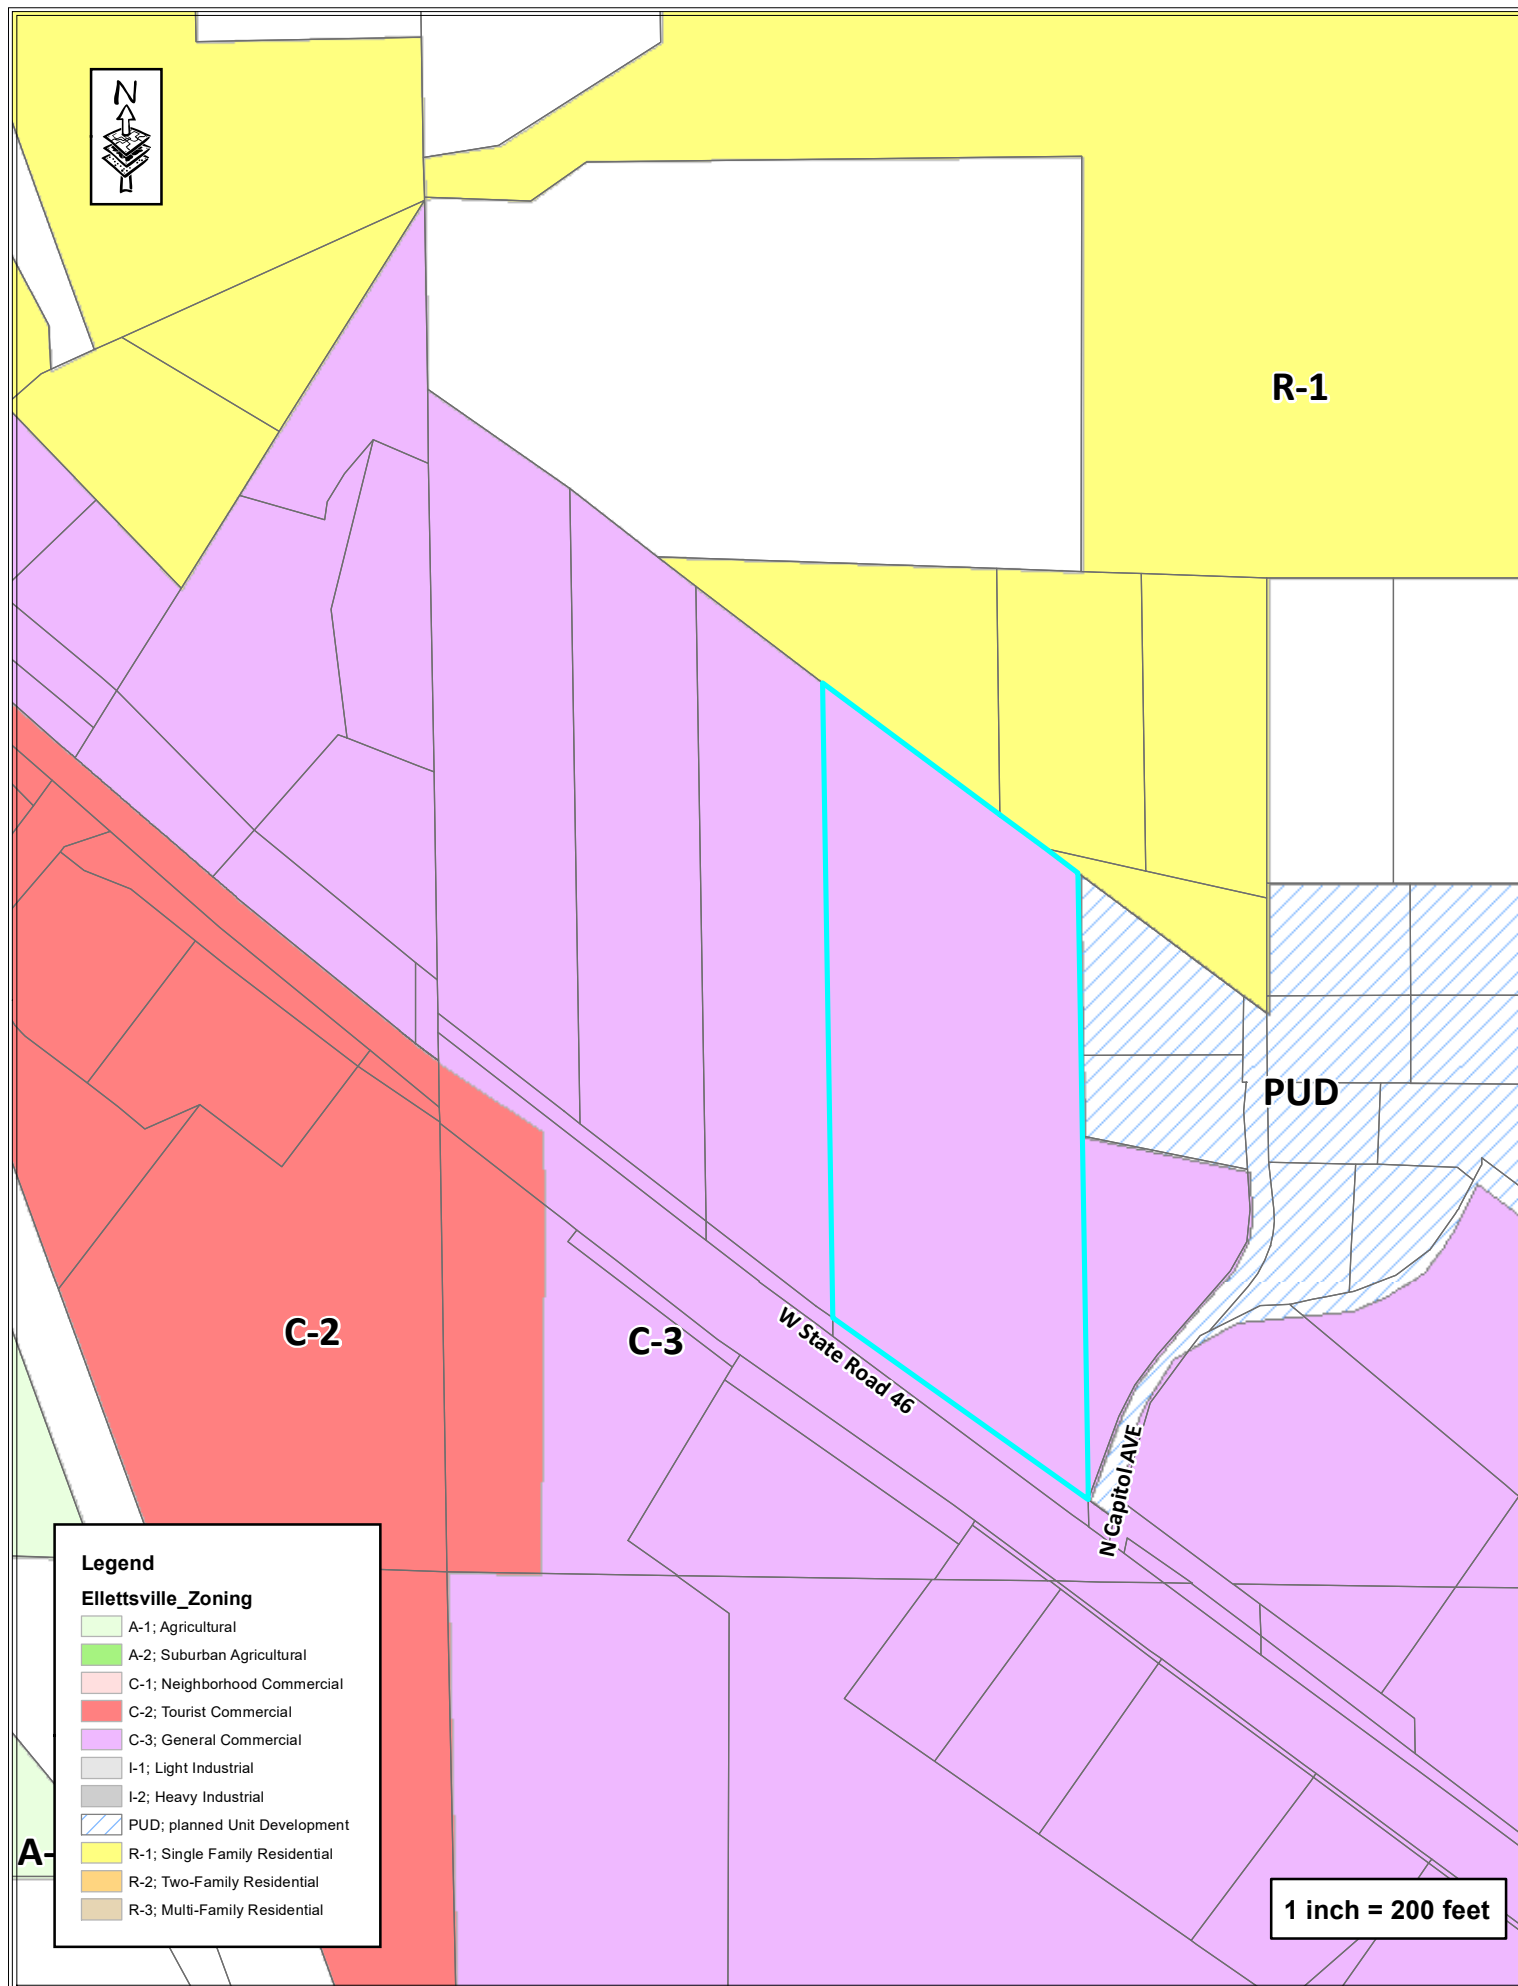 N
R-1
PUD
C-2
C-3
W State Road 46
N Capitol AVE
Legend
Ellettsville_Zoning
A-1; Agricultural
A-2; Suburban Agricultural
C-1; Neighborhood Commercial
C-2; Tourist Commercial
C-3; General Commercial
I-1; Light Industrial
I-2; Heavy Industrial
PUD; planned Unit Development
R-1; Single Family Residential
R-2; Two-Family Residential
R-3; Multi-Family Residential
A-
1 inch = 200 feet